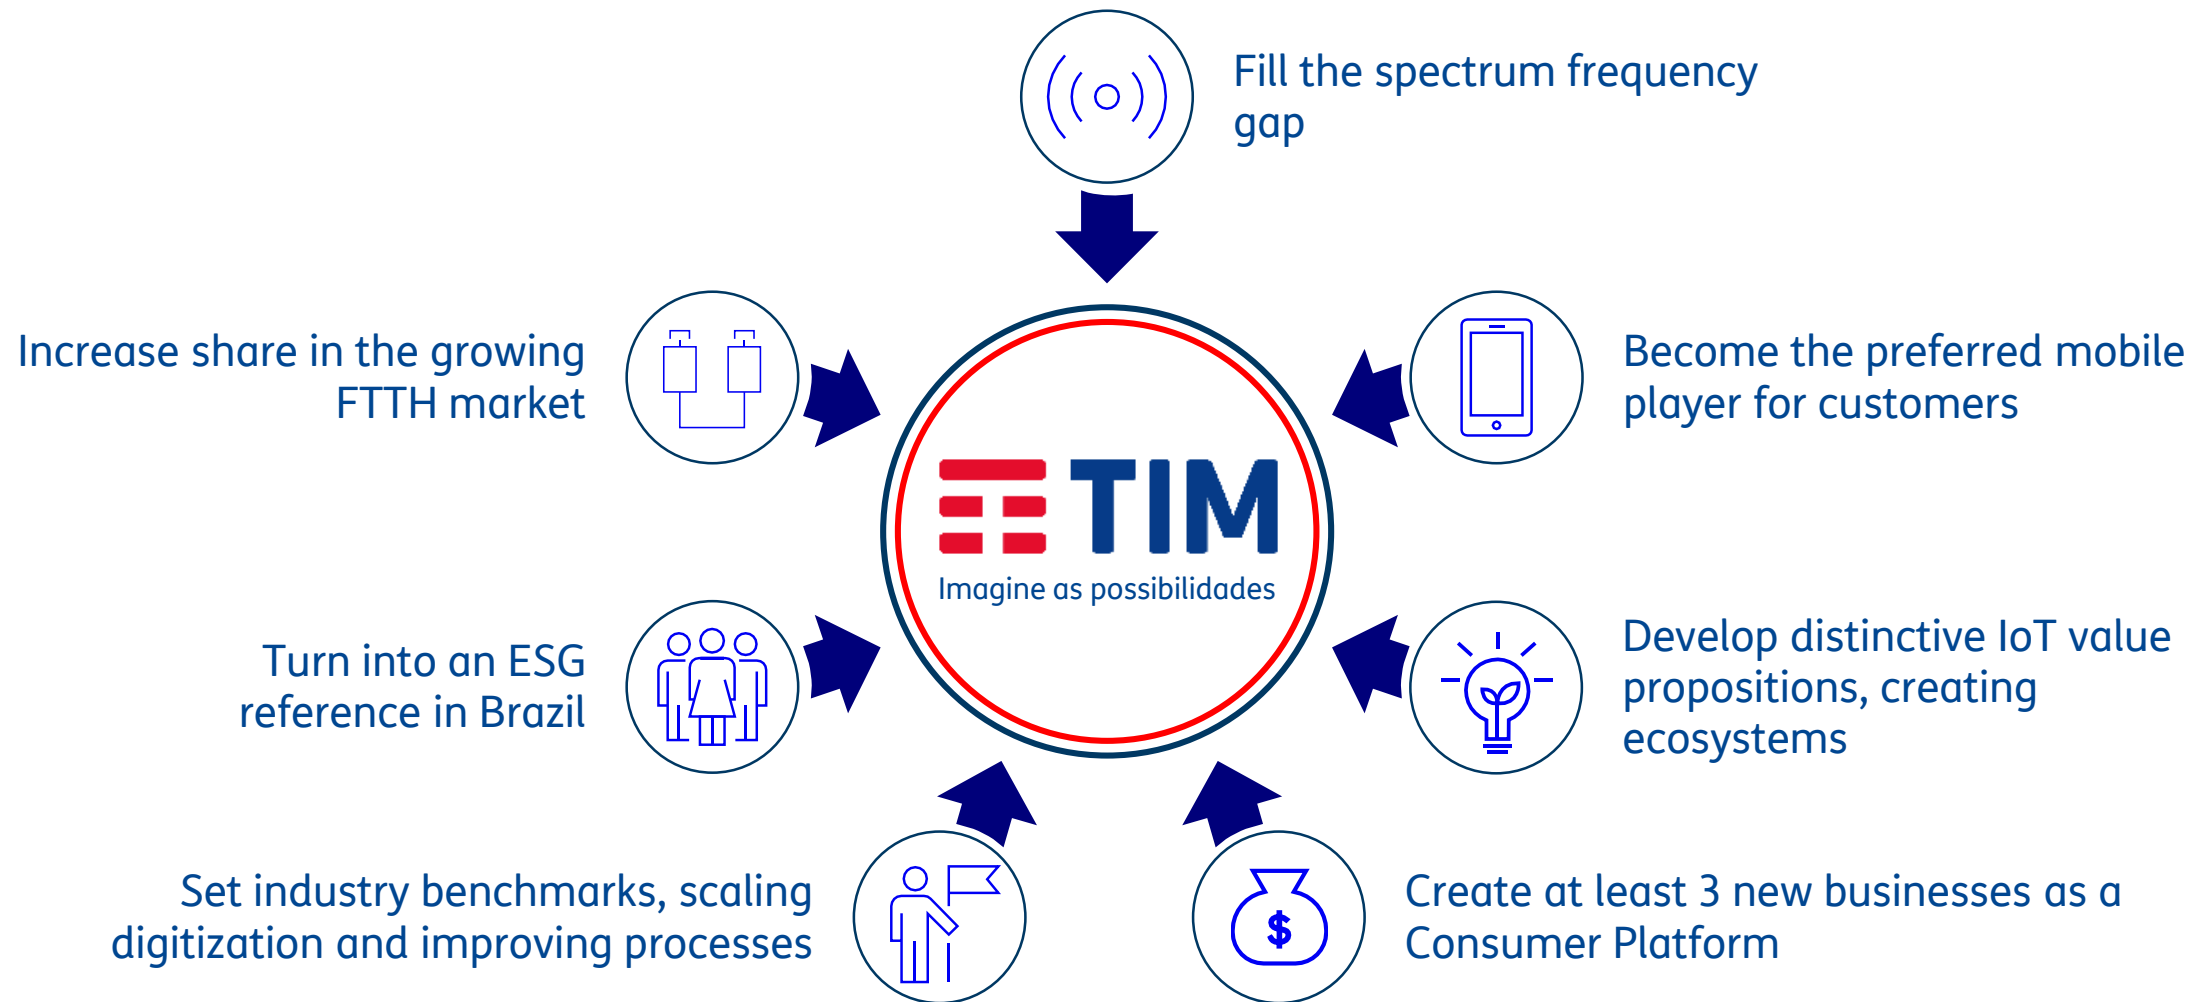 Fill the spectrum frequency
gap
Increase share in the growing
FTTH market
Become the preferred mobile
player for customers
TIM
Imagine as possibilidades
Turn into an ESG
reference in Brazil
Develop distinctive IoT value
propositions, creating
ecosystems
Set industry benchmarks, scaling
digitization and improving processes
$
Create at least 3 new businesses as a
Consumer Platform